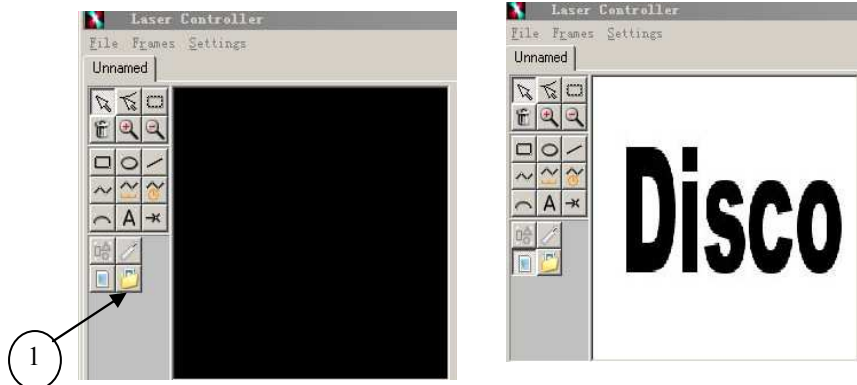 Laser Controller
File Frames Settings
Unnamed
A
1
Laser Controller
File Frames Settings
Unnamed
A
Disco